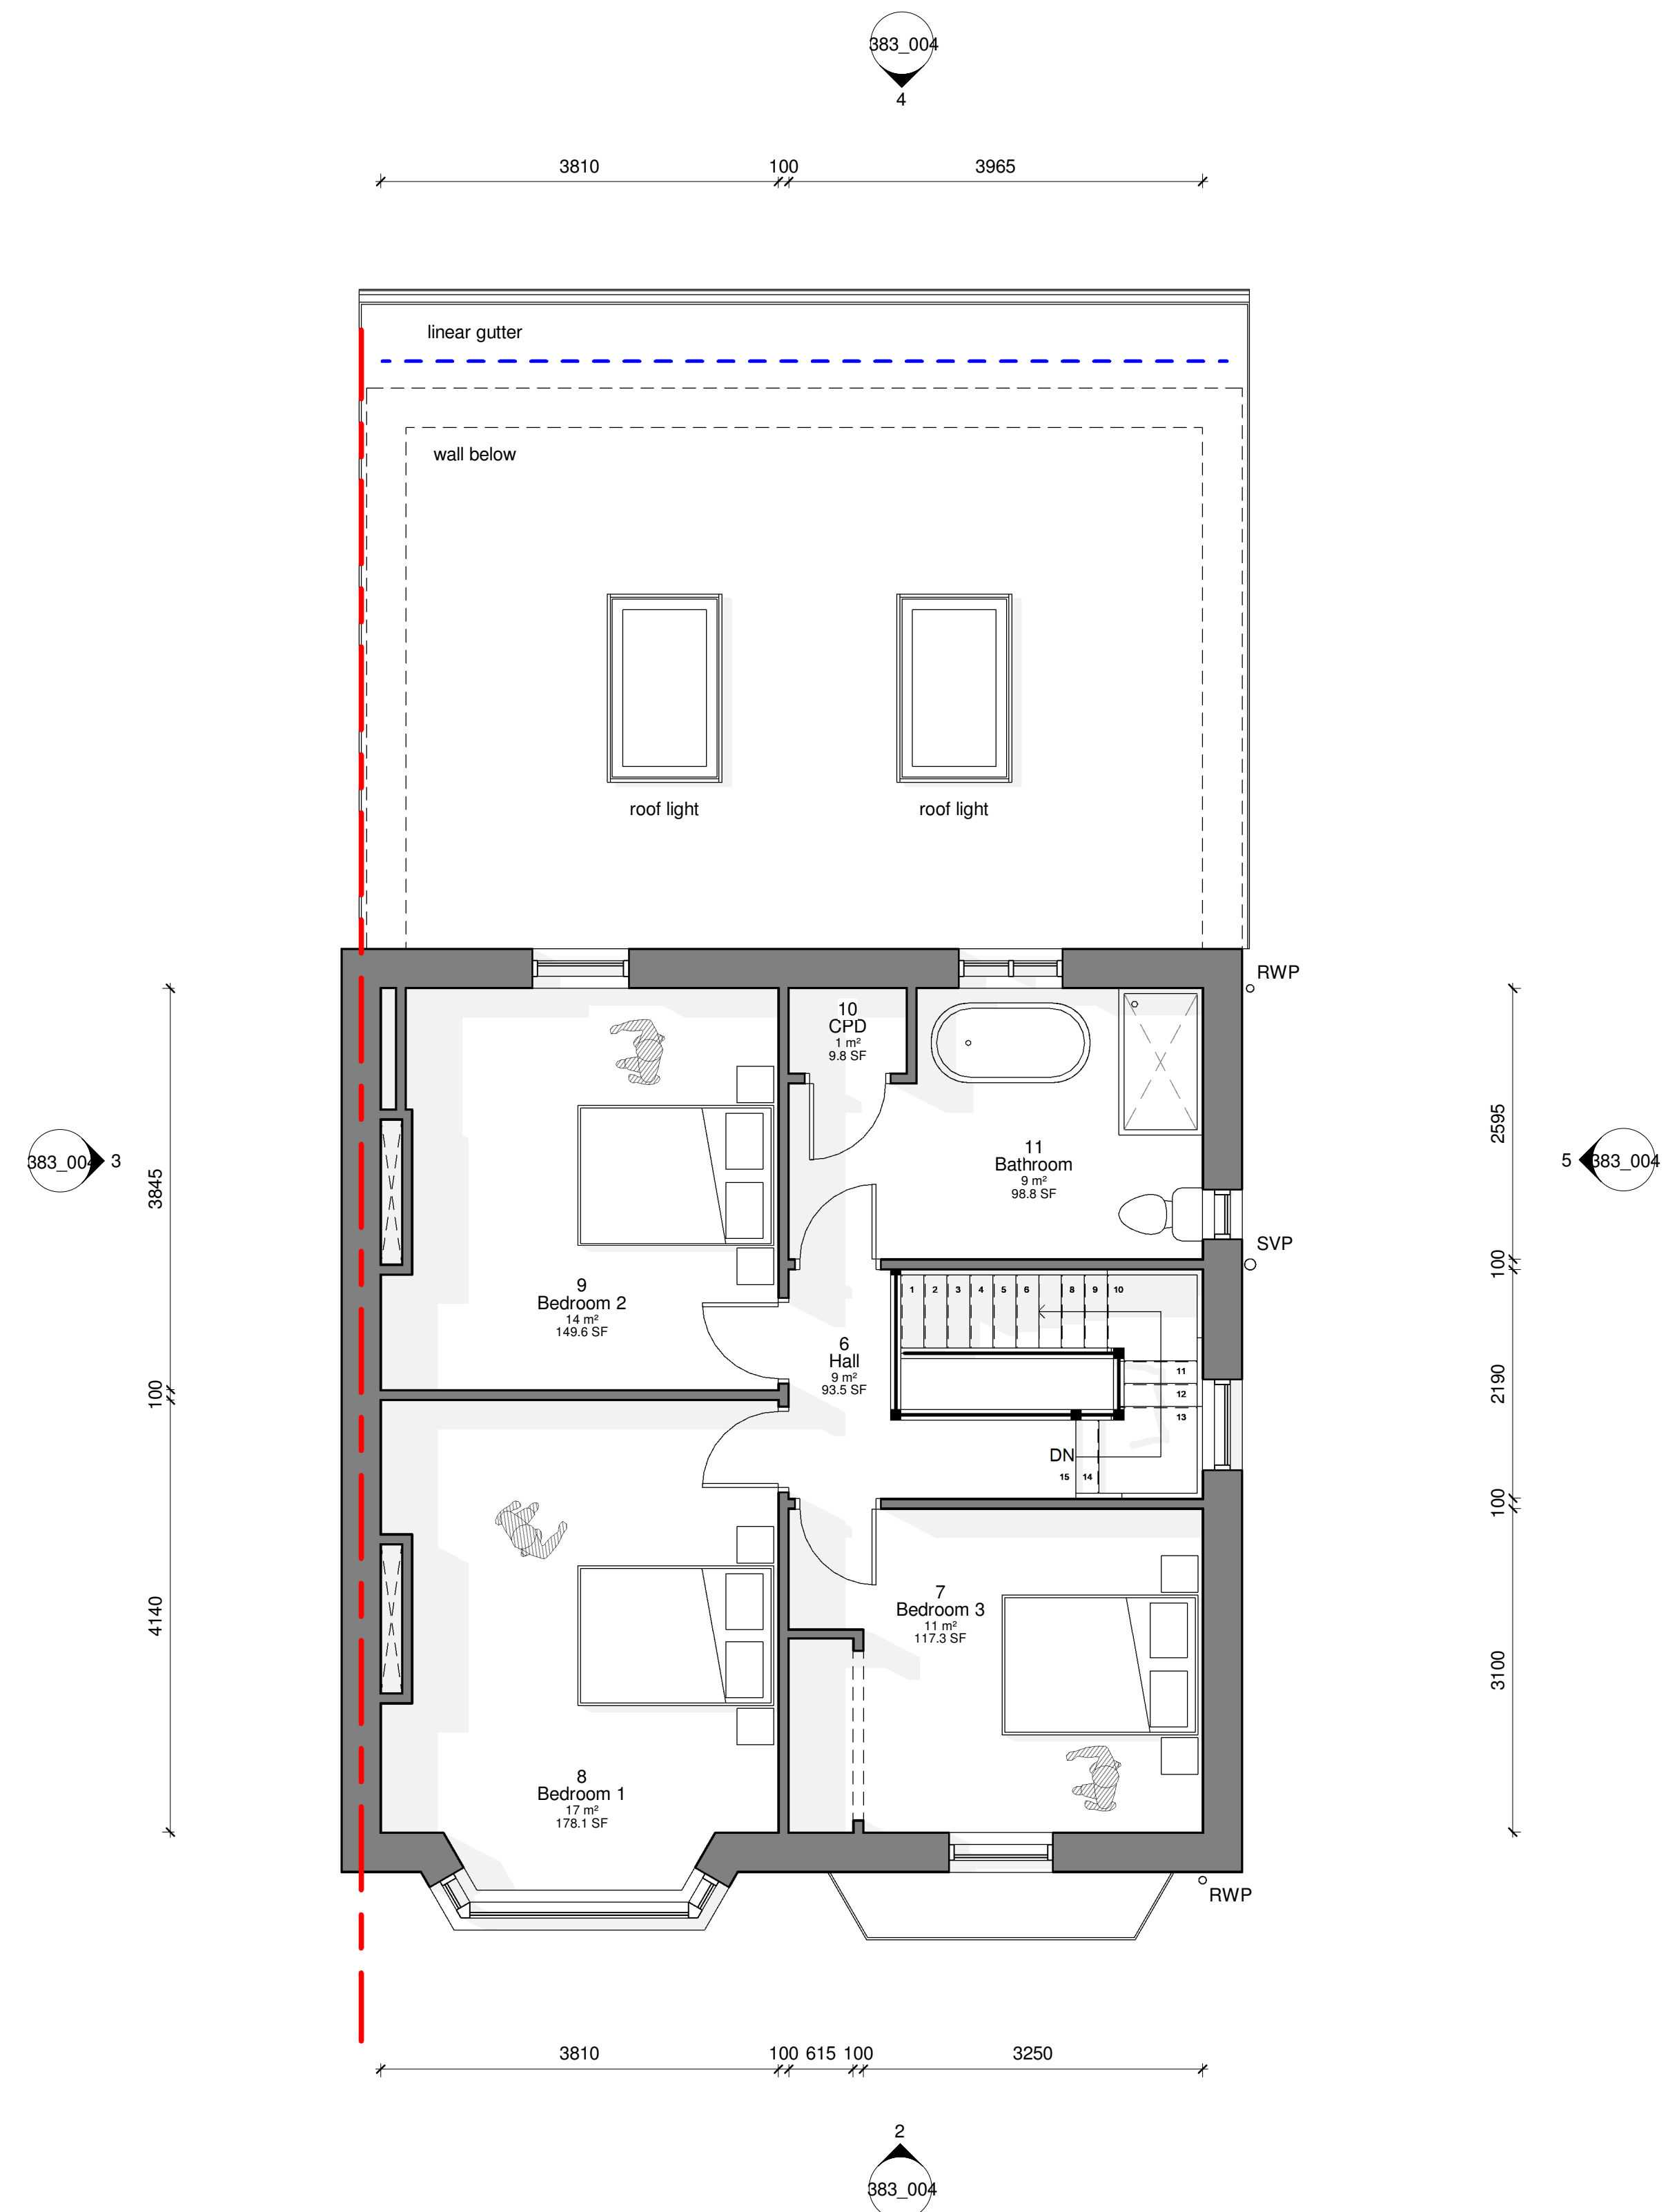 383_004
4
3810
100
3965
linear gutter
wall below
roof light
roof light
RWP
10
CPD
1 m²
9.8 SF
2595
11
Bathroom
9 m²
98.8 SF
383_004
3
5
383_004
3845
SVP
100
9
Bedroom 2
14 m²
149.6 SF
1
2
3
4
5
6
8
9
10
6
Hall
9 m²
93.5 SF
11
12
13
2190
100
DN
15
14
100
7
Bedroom 3
11 m²
117.3 SF
4140
3100
8
Bedroom 1
17 m²
178.1 SF
RWP
3810
100
615
100
3250
2
383_004